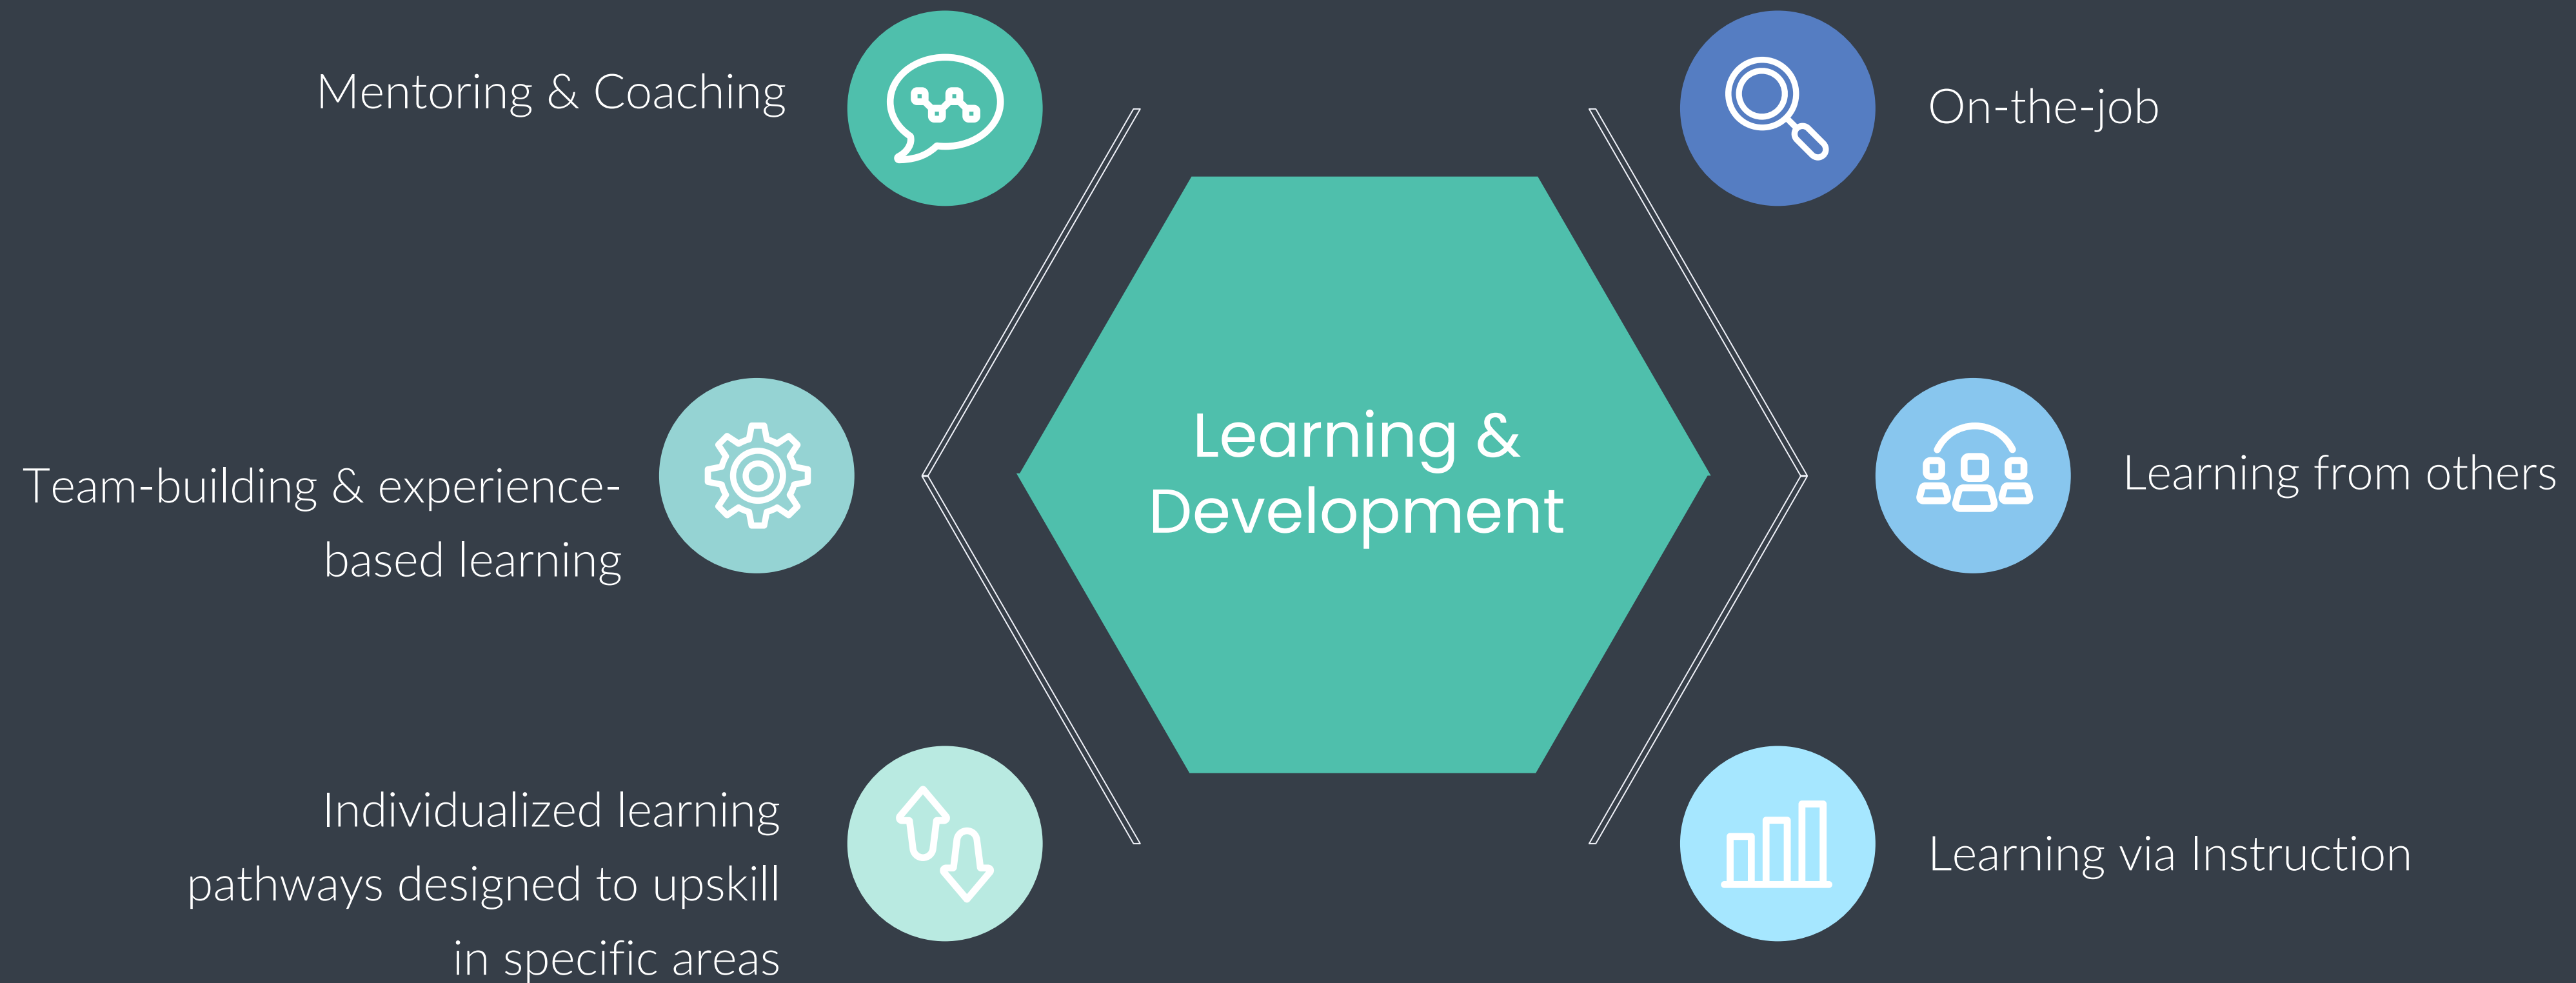 Mentoring & Coaching
On-the-job
Learning &
Development
Team-building & experience-
based learning
Learning from others
Individualized learning
pathways designed to upskill
in specific areas
Learning via Instruction